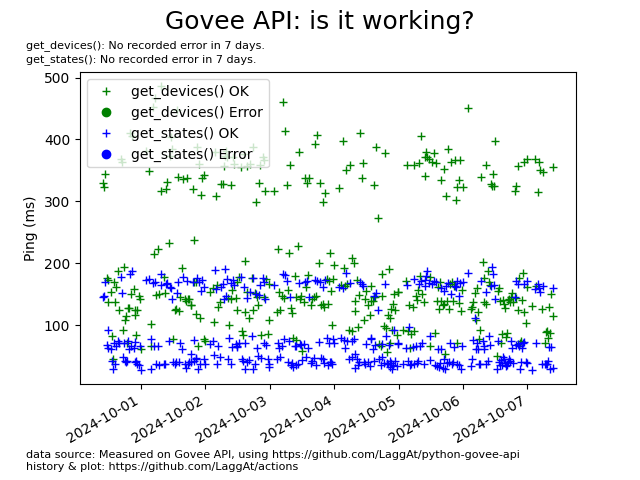 Govee API: is it working?
get_devices(): No recorded error in 7 days.
get_states(): No recorded error in 7 days.
500
400
300
200
100
Ping (ms)
get_devices() OK
get_devices() Error
get_states() OK
get_states() Error
2024-10-01
2024-10-02
2024-10-03
2024-10-04
2024-10-05
2024-10-06
2024-10-07
data source: Measured on Govee API, using https://github.com/LaggAt/python-govee-api
history & plot: https://github.com/LaggAt/actions